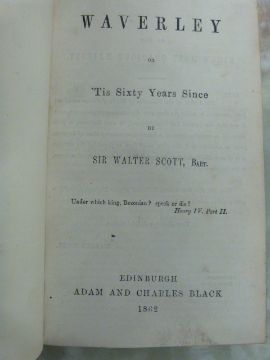 WAVERLEY
OR
'Tis Sixty Years Since
BY
SIR WALTER SCOTT, BART.
Under which king, Bezonian? speak or die!
Henry IV. Part II.
EDINBURGH
ADAM AND CHARLES BLACK
1862